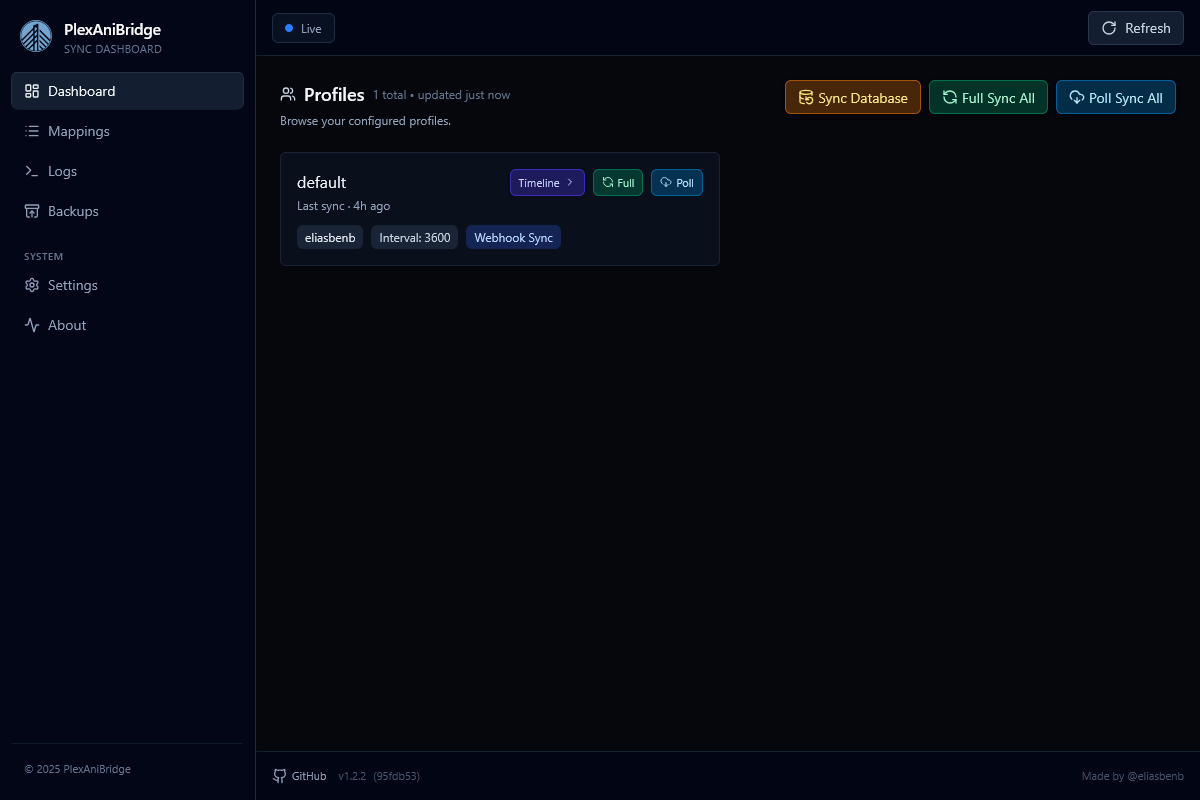 PlexAniBridge
SYNC DASHBOARD
Dashboard
Mappings
Logs
Backups
SYSTEM
Settings
About
© 2025 PlexAniBridge
Live
Refresh
Profiles 1 total • updated just now
Browse your configured profiles.
Sync Database Full Sync All Poll Sync All
default Timeline Full Poll
Last sync · 4h ago
eliasbenb Interval: 3600 Webhook Sync
GitHub v1.2.2 (95fdb53)
Made by @eliasbenb